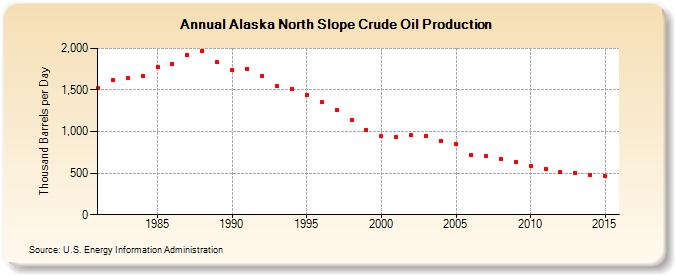 Annual Alaska North Slope Crude Oil Production
Thousand Barrels per Day
2,000
1,500
1,000
500
0
1985 1990 1995 2000 2005 2010 2015
Source: U.S. Energy Information Administration